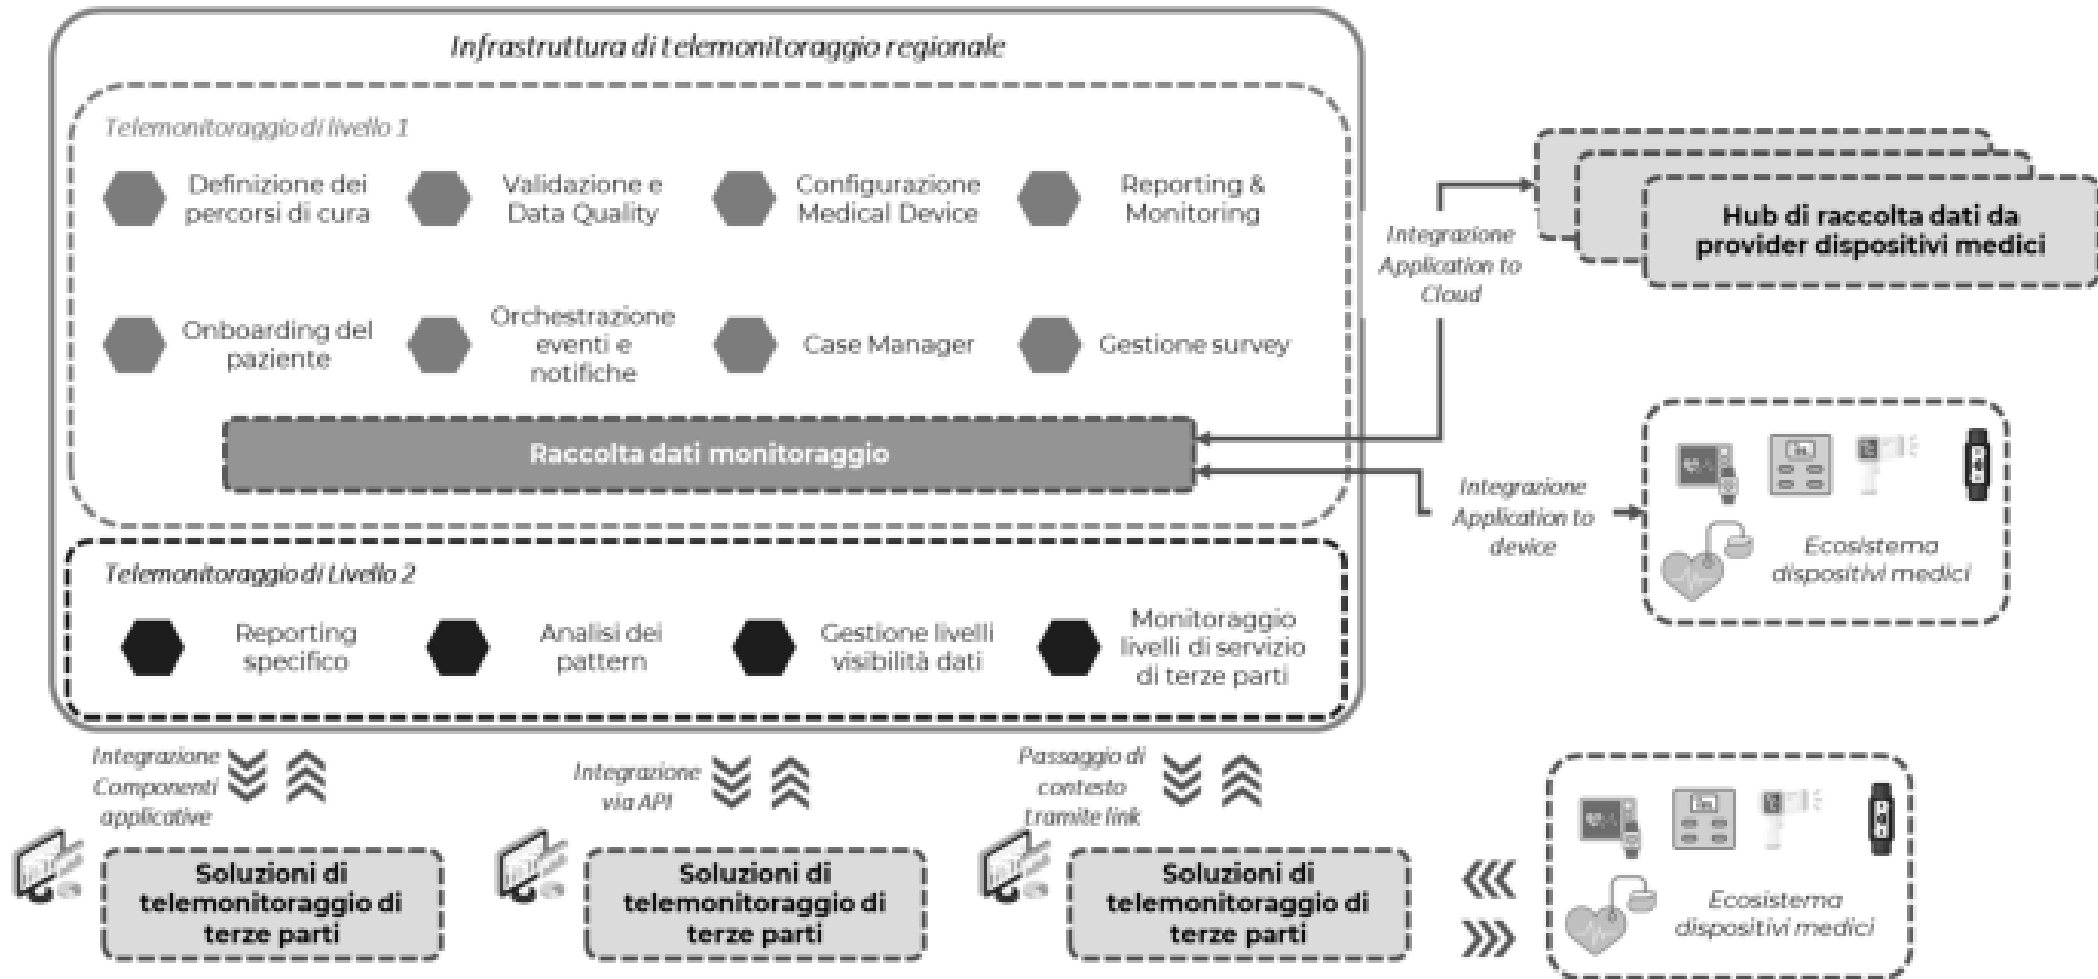 Infrastruttura di telemonitoraggio regionale
Telemonitoraggio di livello 1
Definizione dei
percorsi di cura
Validazione e
Data Quality
Configurazione
Medical Device
Reporting &
Monitoring
Onboarding del
paziente
Orchestrazione
eventi e
notifiche
Case Manager
Gestione survey
Raccolta dati monitoraggio
Integrazione
Application to
Cloud
Hub di raccolta dati da
provider dispositivi medici
Integrazione
Application to
device
Ecosistema
dispositivi medici
Telemonitoraggio di Livello 2
Reporting
specifico
Analisi dei
pattern
Gestione livelli
visibilità dati
Monitoraggio
livelli di servizio
di terze parti
Integrazione
Componenti
applicative
Integrazione
via API
Passaggio di
contesto
tramite link
Soluzioni di
telemonitoraggio di
terze parti
Soluzioni di
telemonitoraggio di
terze parti
Soluzioni di
telemonitoraggio di
terze parti
Ecosistema
dispositivi medici